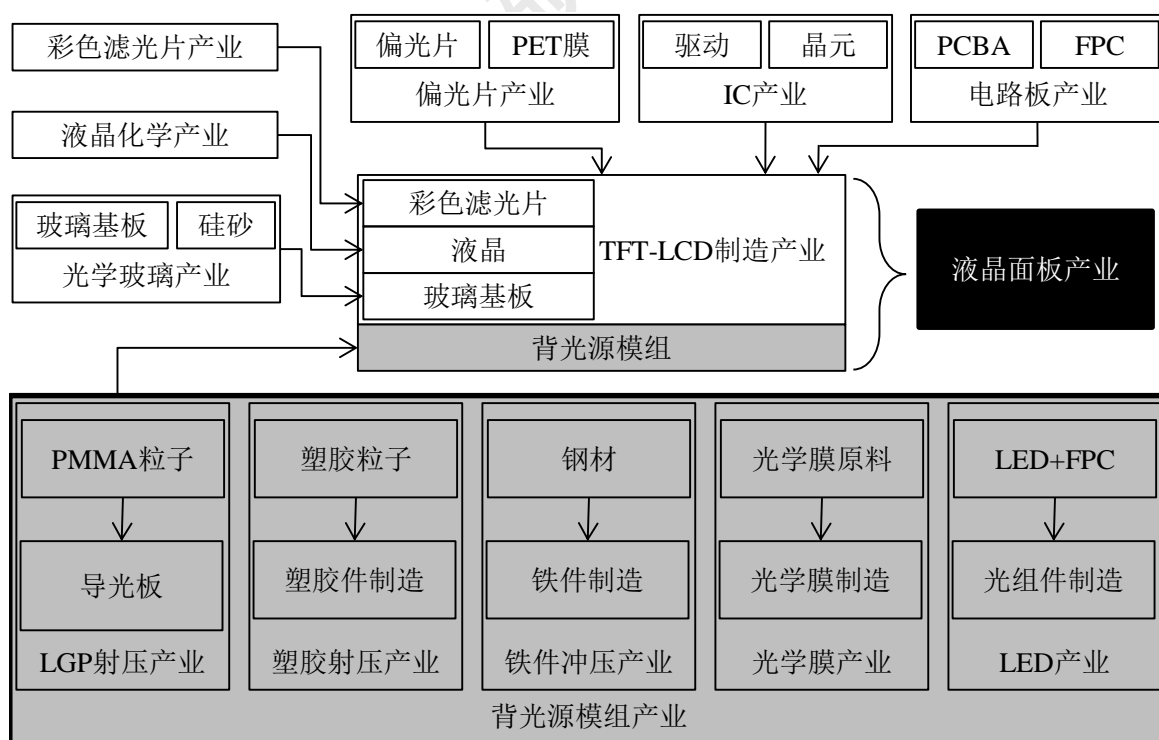 彩色滤光片产业
偏光片 PET膜
偏光片产业
驱动 晶元
IC产业
PCBA FPC
电路板产业
液晶化学产业
玻璃基板 硅砂
光学玻璃产业
彩色滤光片
液晶
玻璃基板
TFT-LCD制造产业
背光源模组
液晶面板产业
PMMA粒子
导光板
LGP射压产业
塑胶粒子
塑胶件制造
塑胶射压产业
钢材
铁件制造
铁件冲压产业
光学膜原料
光学膜制造
光学膜产业
LED+FPC
光组件制造
LED产业
背光源模组产业